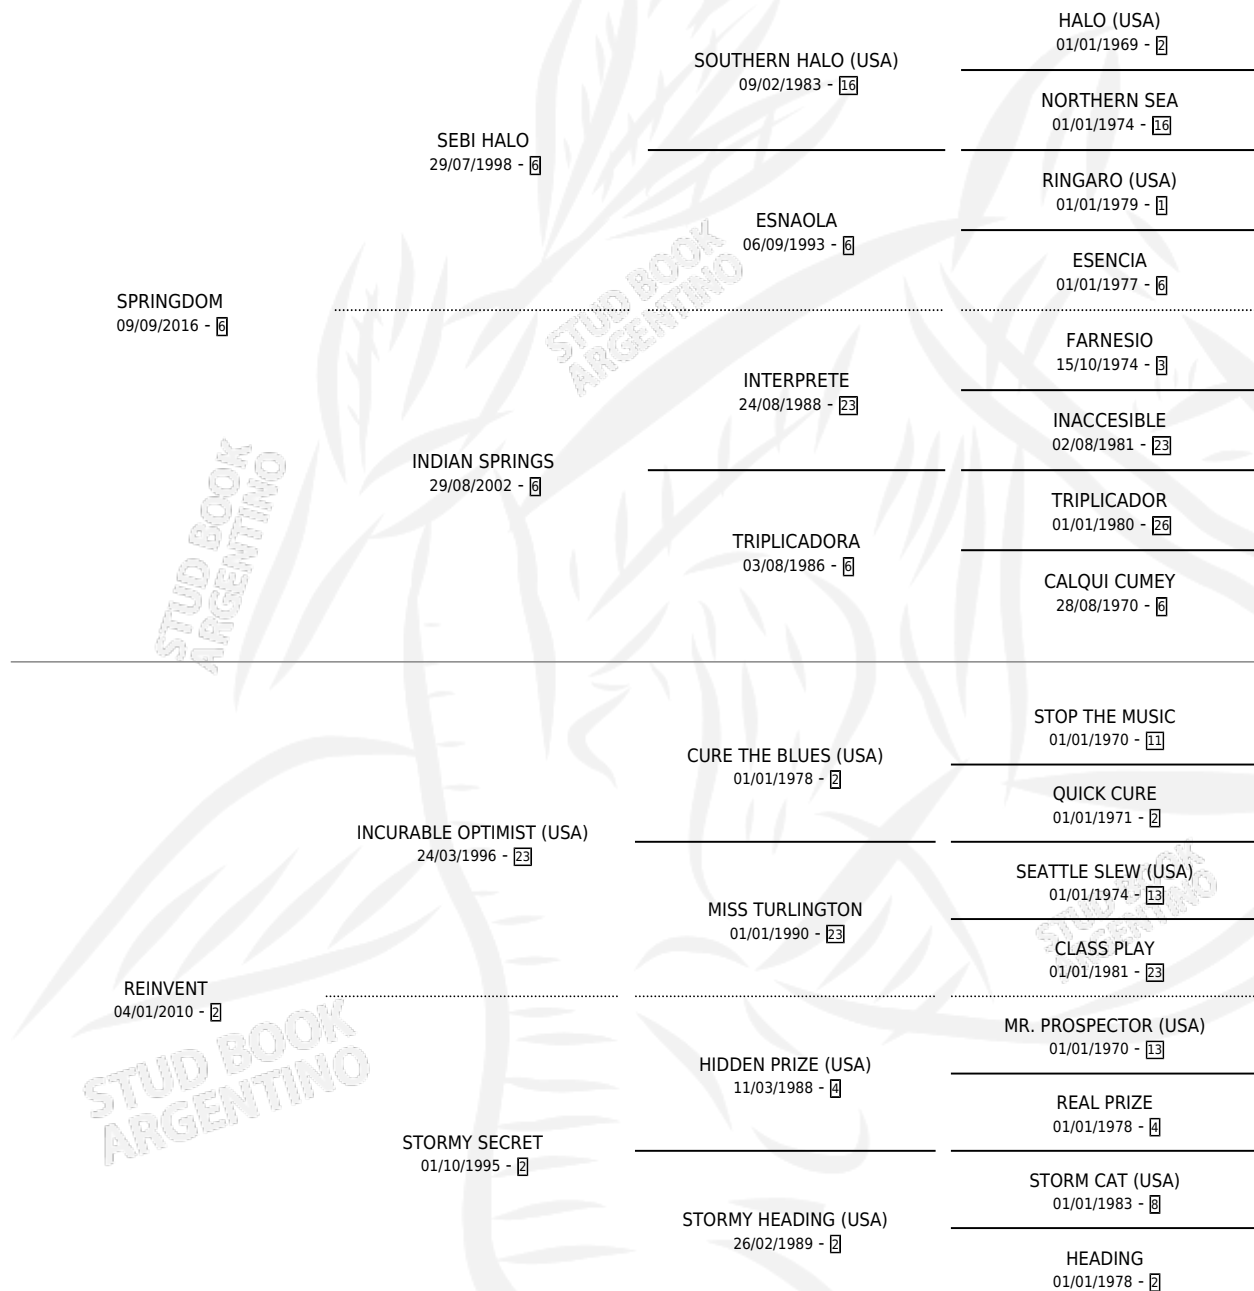 HALO (USA)
01/01/1969 - 2
SOUTHERN HALO (USA)
09/02/1983 - 16
NORTHERN SEA
01/01/1974 - 16
SEBI HALO
29/07/1998 - 6
RINGARO (USA)
01/01/1979 - 1
ESNAOLA
06/09/1993 - 6
ESENCIA
01/01/1977 - 6
SPRINGDOM
09/09/2016 - 6
FARNESIO
15/10/1974 - 3
INTERPRETE
24/08/1988 - 23
INACCESIBLE
02/08/1981 - 23
INDIAN SPRINGS
29/08/2002 - 6
TRIPLICADOR
01/01/1980 - 26
TRIPLICADORA
03/08/1986 - 6
CALQUI CUMEY
28/08/1970 - 6
STUD BOOK
ARGENTINO
STUD BOOK
ARGENTINO
STOP THE MUSIC
01/01/1970 - 11
CURE THE BLUES (USA)
01/01/1978 - 2
QUICK CURE
01/01/1971 - 2
INCURABLE OPTIMIST (USA)
24/03/1996 - 23
SEATTLE SLEW (USA)
01/01/1974 - 13
MISS TURLINGTON
01/01/1990 - 23
CLASS PLAY
01/01/1981 - 23
REINVENT
04/01/2010 - 2
MR. PROSPECTOR (USA)
01/01/1970 - 13
HIDDEN PRIZE (USA)
11/03/1988 - 4
REAL PRIZE
01/01/1978 - 4
STORMY SECRET
01/10/1995 - 2
STORM CAT (USA)
01/01/1983 - 8
STORMY HEADING (USA)
26/02/1989 - 2
HEADING
01/01/1978 - 2
STUD BOOK
ARGENTINO
STUD BOOK
ARGENTINO